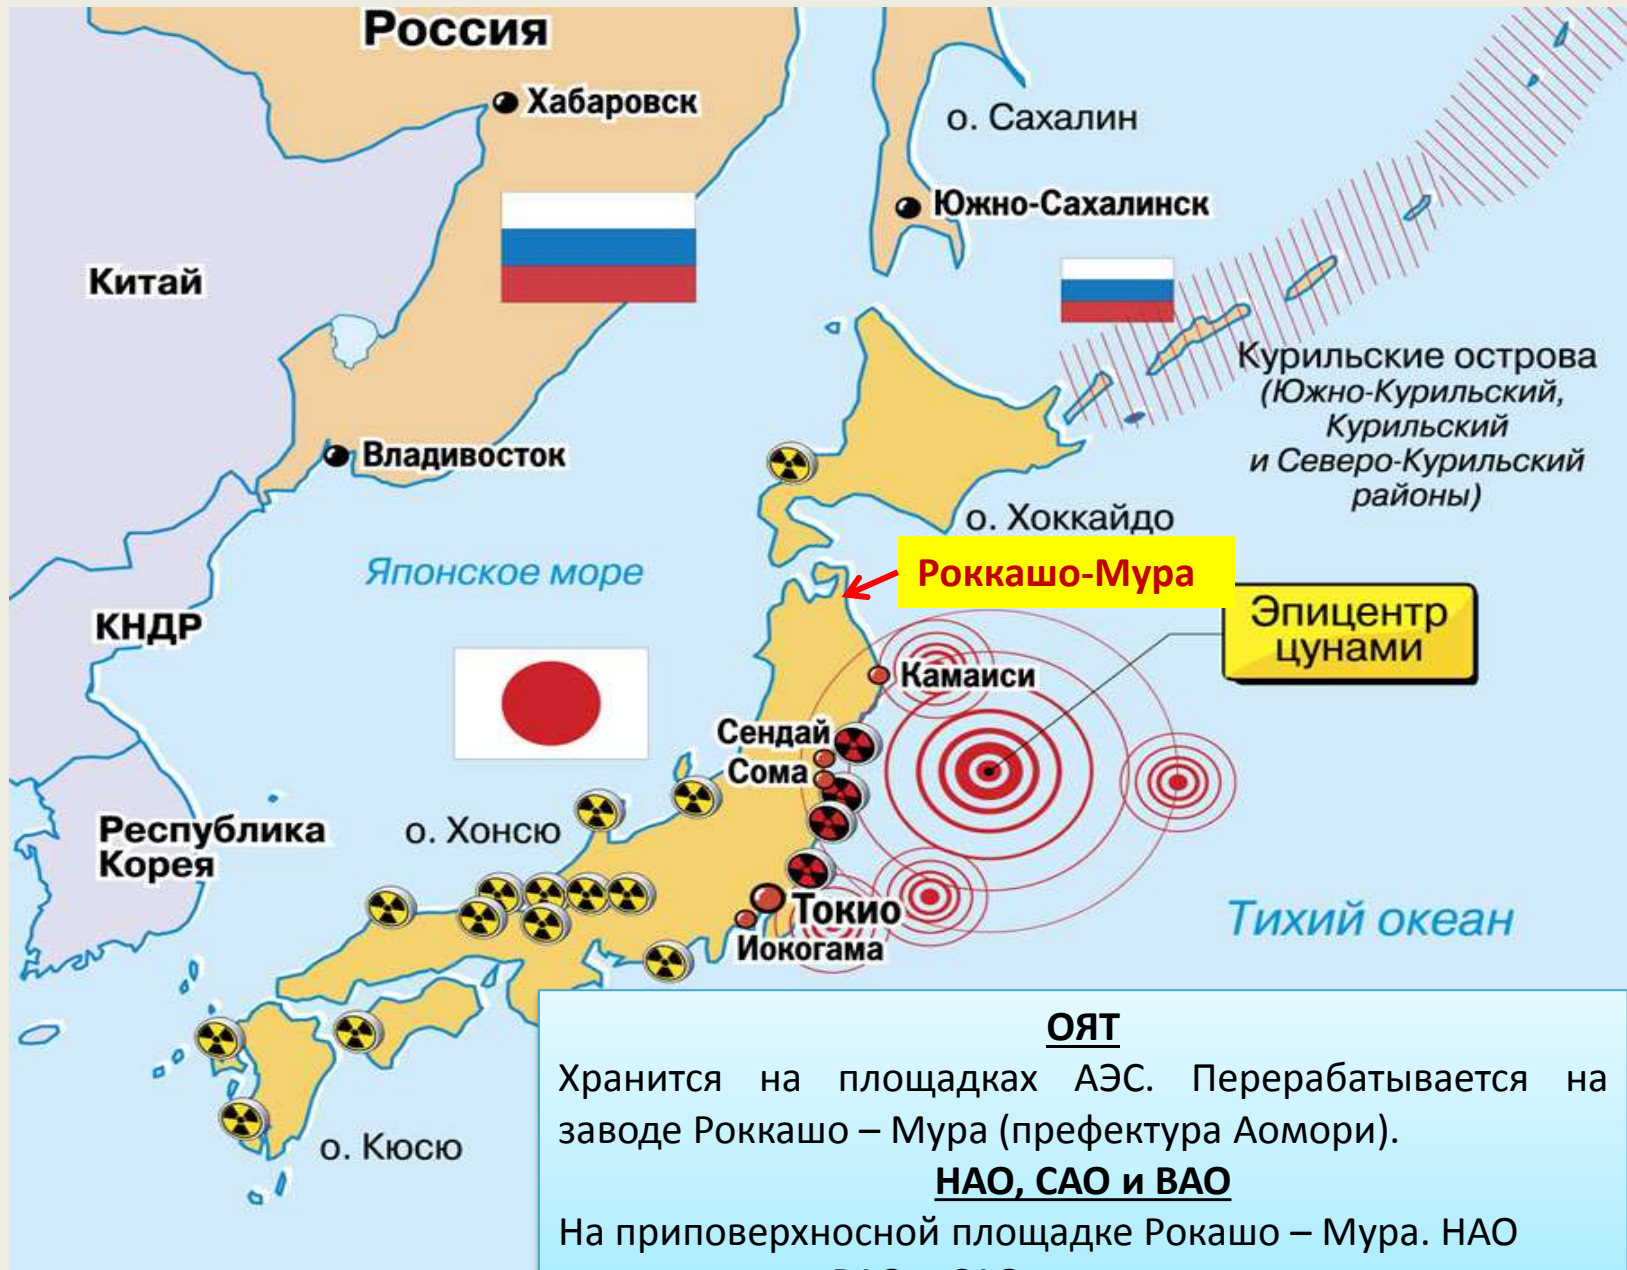 Россия
Хабаровск
о. Сахалин
Южно-Сахалинск
Китай
Курильские острова
(Южно-Курильский,
Курильский
и Северо-Курильский
районы)
Владивосток
о. Хоккайдо
Японское море
Роккашо-Мура
Эпицентр
цунами
КНДР
Камаиси
Сендай
Сома
Республика
Корея
о. Хонсю
Токио
Иокогама
Тихий океан
о. Кюсю
ОЯТ
Хранится на площадках АЭС. Перерабатывается на
заводе Роккашо – Мура (префектура Аомори).
НАО, САО и ВАО
На приповерхносной площадке Рокашо – Мура. НАО